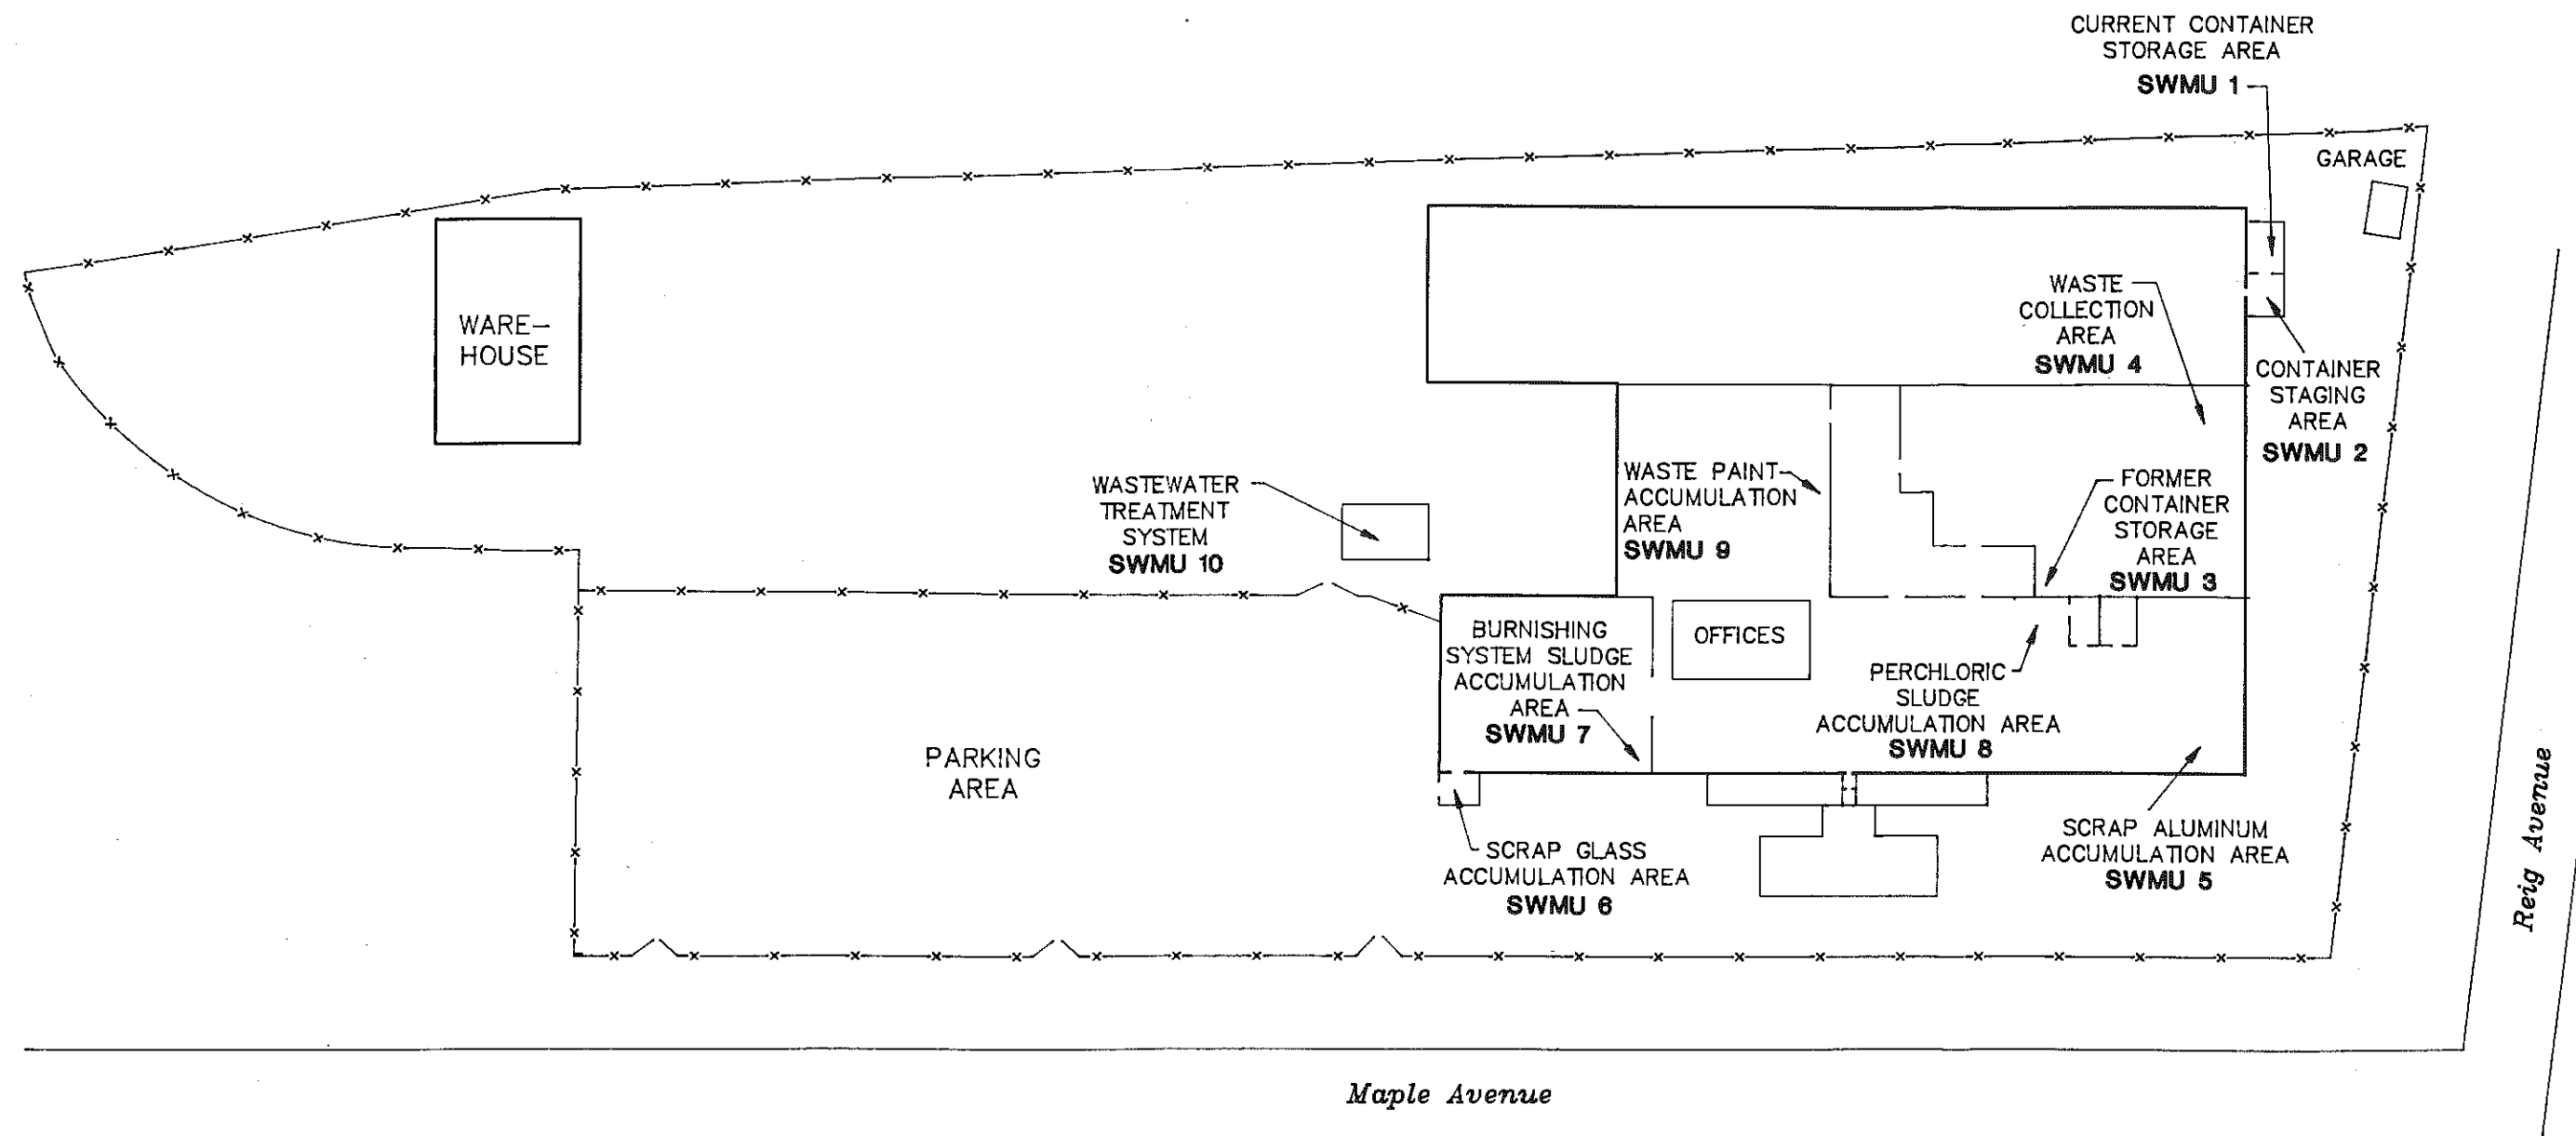 CURRENT CONTAINER
STORAGE AREA
SWMU 1
GARAGE
WARE-
HOUSE
WASTE
COLLECTION
AREA
SWMU 4
CONTAINER
STAGING
AREA
SWMU 2
WASTEWATER
TREATMENT
SYSTEM
SWMU 10
WASTE PAINT
ACCUMULATION
AREA
SWMU 9
FORMER
CONTAINER
STORAGE
AREA
SWMU 3
BURNISHING
SYSTEM SLUDGE
ACCUMULATION
AREA
SWMU 7
OFFICES
PERCHLORIC
SLUDGE
ACCUMULATION AREA
SWMU 8
PARKING
AREA
SCRAP GLASS
ACCUMULATION AREA
SWMU 6
SCRAP ALUMINUM
ACCUMULATION AREA
SWMU 5
Reig Avenue
Maple Avenue